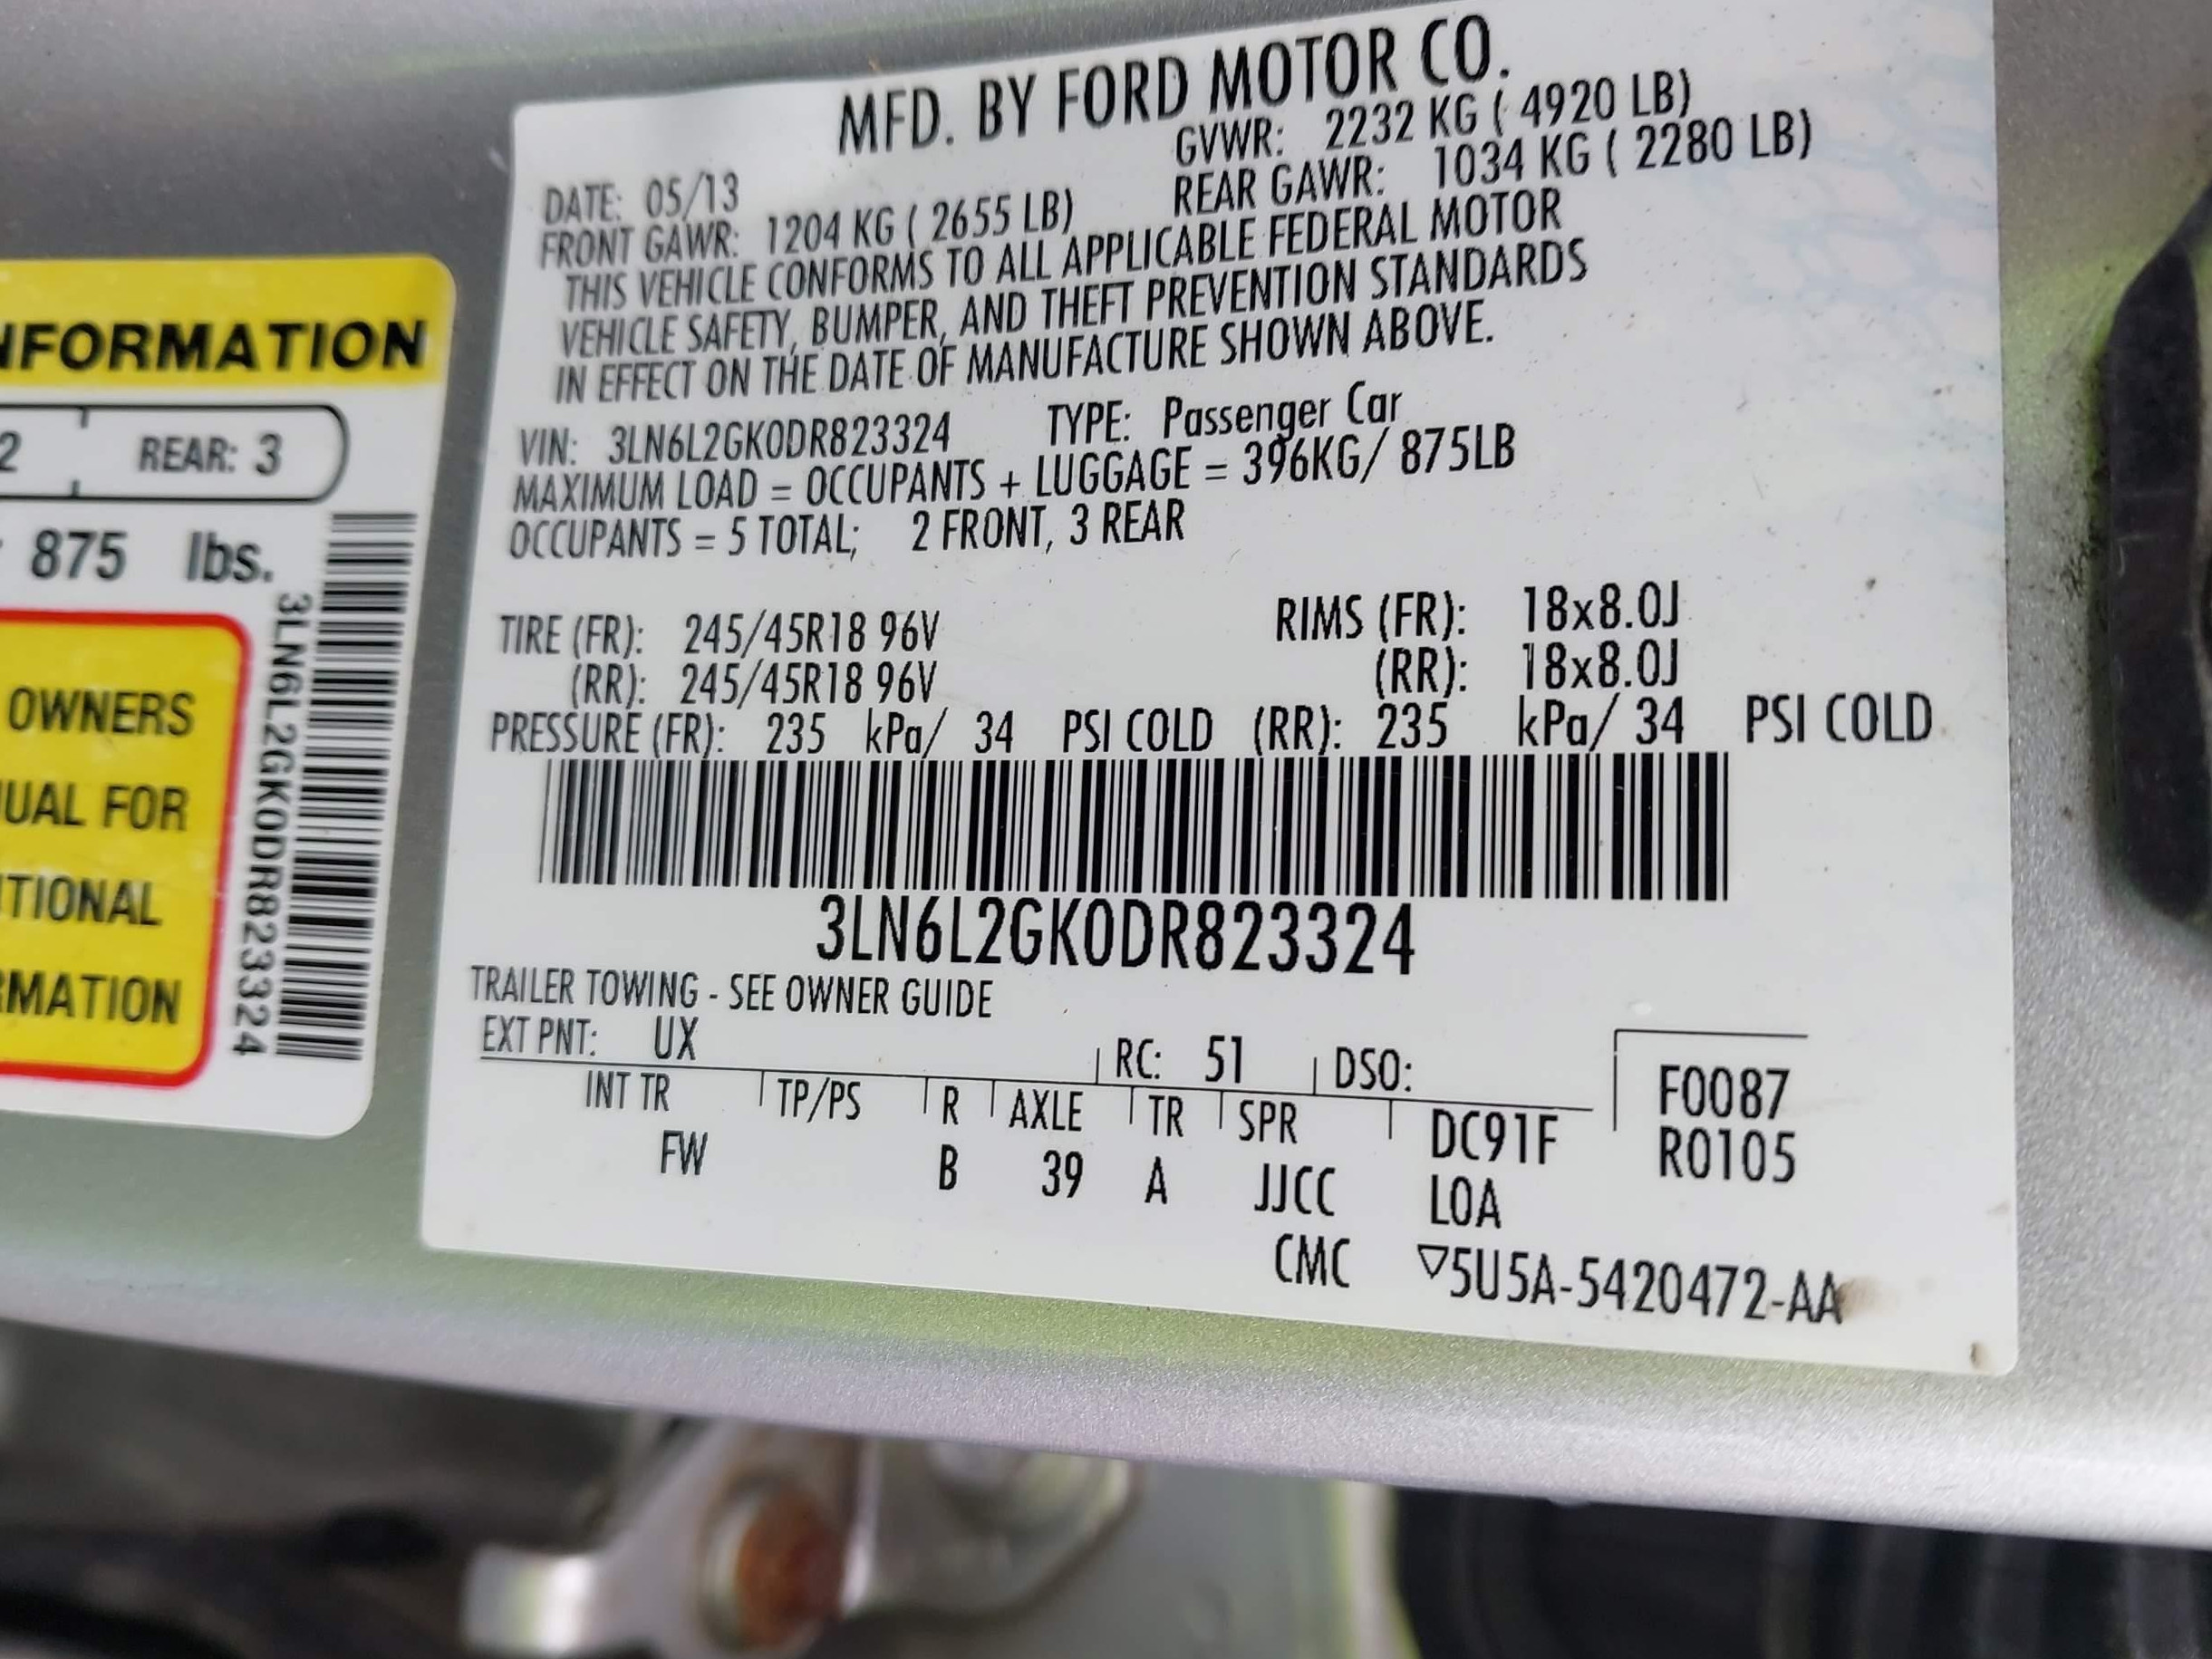 INFORMATION
2 REAR: 3
875 lbs.
OWNERS
UAL FOR
TIONAL
RMATION
3LN6L2GK0DR823324
MFD. BY FORD MOTOR CO.
DATE: 05/13 GVWR: 2232 KG ( 4920 LB)
FRONT GAWR: 1204 KG ( 2655 LB) REAR GAWR: 1034 KG ( 2280 LB)
THIS VEHICLE CONFORMS TO ALL APPLICABLE FEDERAL MOTOR
VEHICLE SAFETY, BUMPER, AND THEFT PREVENTION STANDARDS
IN EFFECT ON THE DATE OF MANUFACTURE SHOWN ABOVE.
VIN: 3LN6L2GK0DR823324 TYPE: Passenger Car
MAXIMUM LOAD = OCCUPANTS + LUGGAGE = 396KG/ 875LB
OCCUPANTS = 5 TOTAL; 2 FRONT, 3 REAR
TIRE (FR): 245/45R18 96V RIMS (FR): 18x8.0J
(RR): 245/45R18 96V (RR): 18x8.0J
PRESSURE (FR): 235 kPa/ 34 PSI COLD (RR): 235 kPa/ 34 PSI COLD
3LN6L2GK0DR823324
TRAILER TOWING - SEE OWNER GUIDE
EXT PNT: UX RC: 51 DSO: F0087
INT TR TP/PS R AXLE TR SPR DC91F R0105
FW B 39 A JJCC LOA
CMC ▽5U5A-5420472-AA